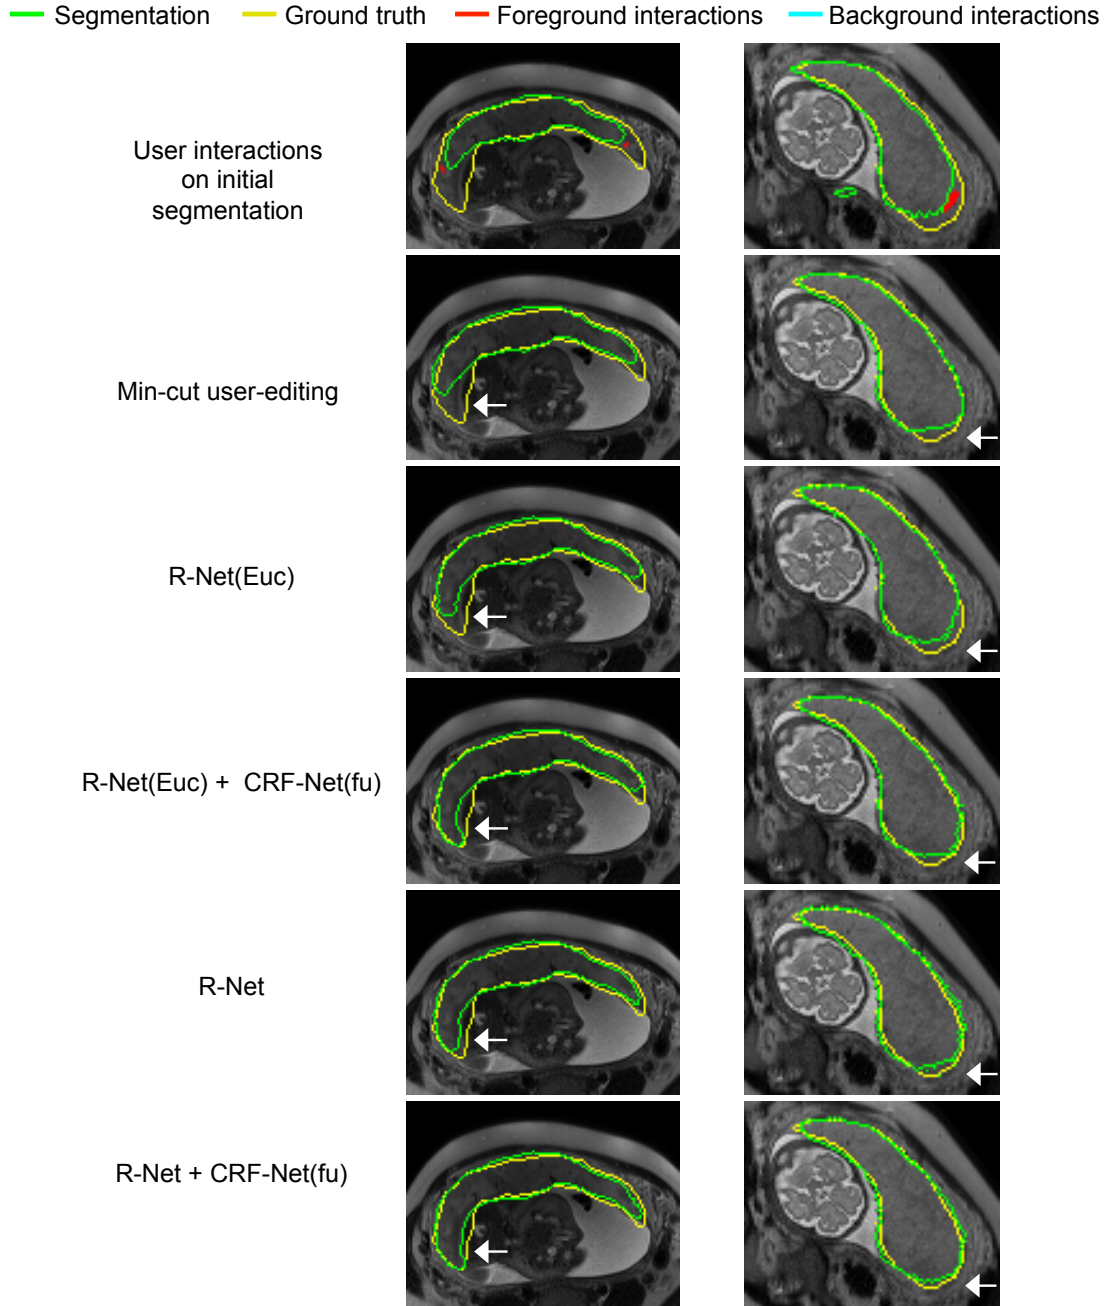 Segmentation Ground truth Foreground interactions Background interactions
User interactions
on initial
segmentation
Min-cut user-editing
R-Net(Euc)
R-Net(Euc) + CRF-Net(fu)
R-Net
R-Net + CRF-Net(fu)